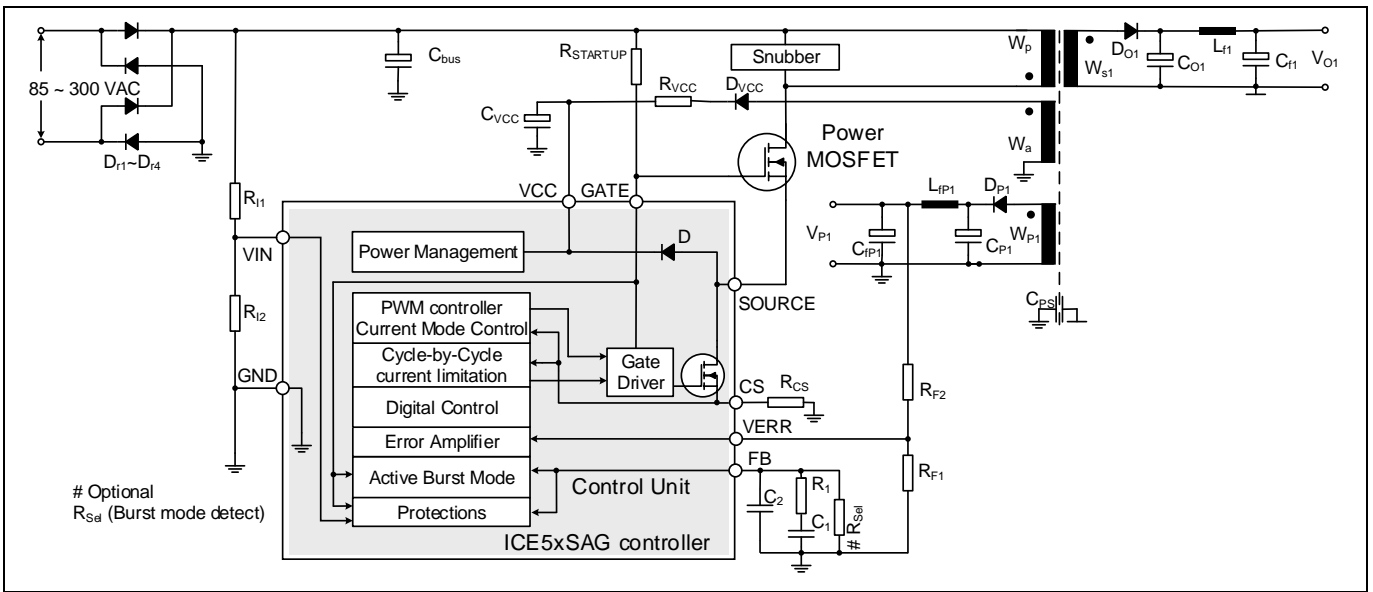 85 ~ 300 VAC
Dr1~Dr4
Cbus
RSTARTUP
Snubber
Wp
Ws1
DO1
CO1
Lf1
Cf1
VO1
RVCC
DVCC
CVCC
Power
MOSFET
Wa
VCC
GATE
RI1
VIN
RI2
GND
Power Management
D
SOURCE
PWM controller
Current Mode Control
Cycle-by-Cycle
current limitation
Gate
Driver
Digital Control
Error Amplifier
Active Burst Mode
Protections
Control Unit
ICE5xSAG controller
CS
RCS
VERR
FB
VP1
CfP1
LfP1
CP1
DP1
WP1
CPS
RF2
RF1
C2
R1
C1
# RSel
# Optional
RSel (Burst mode detect)